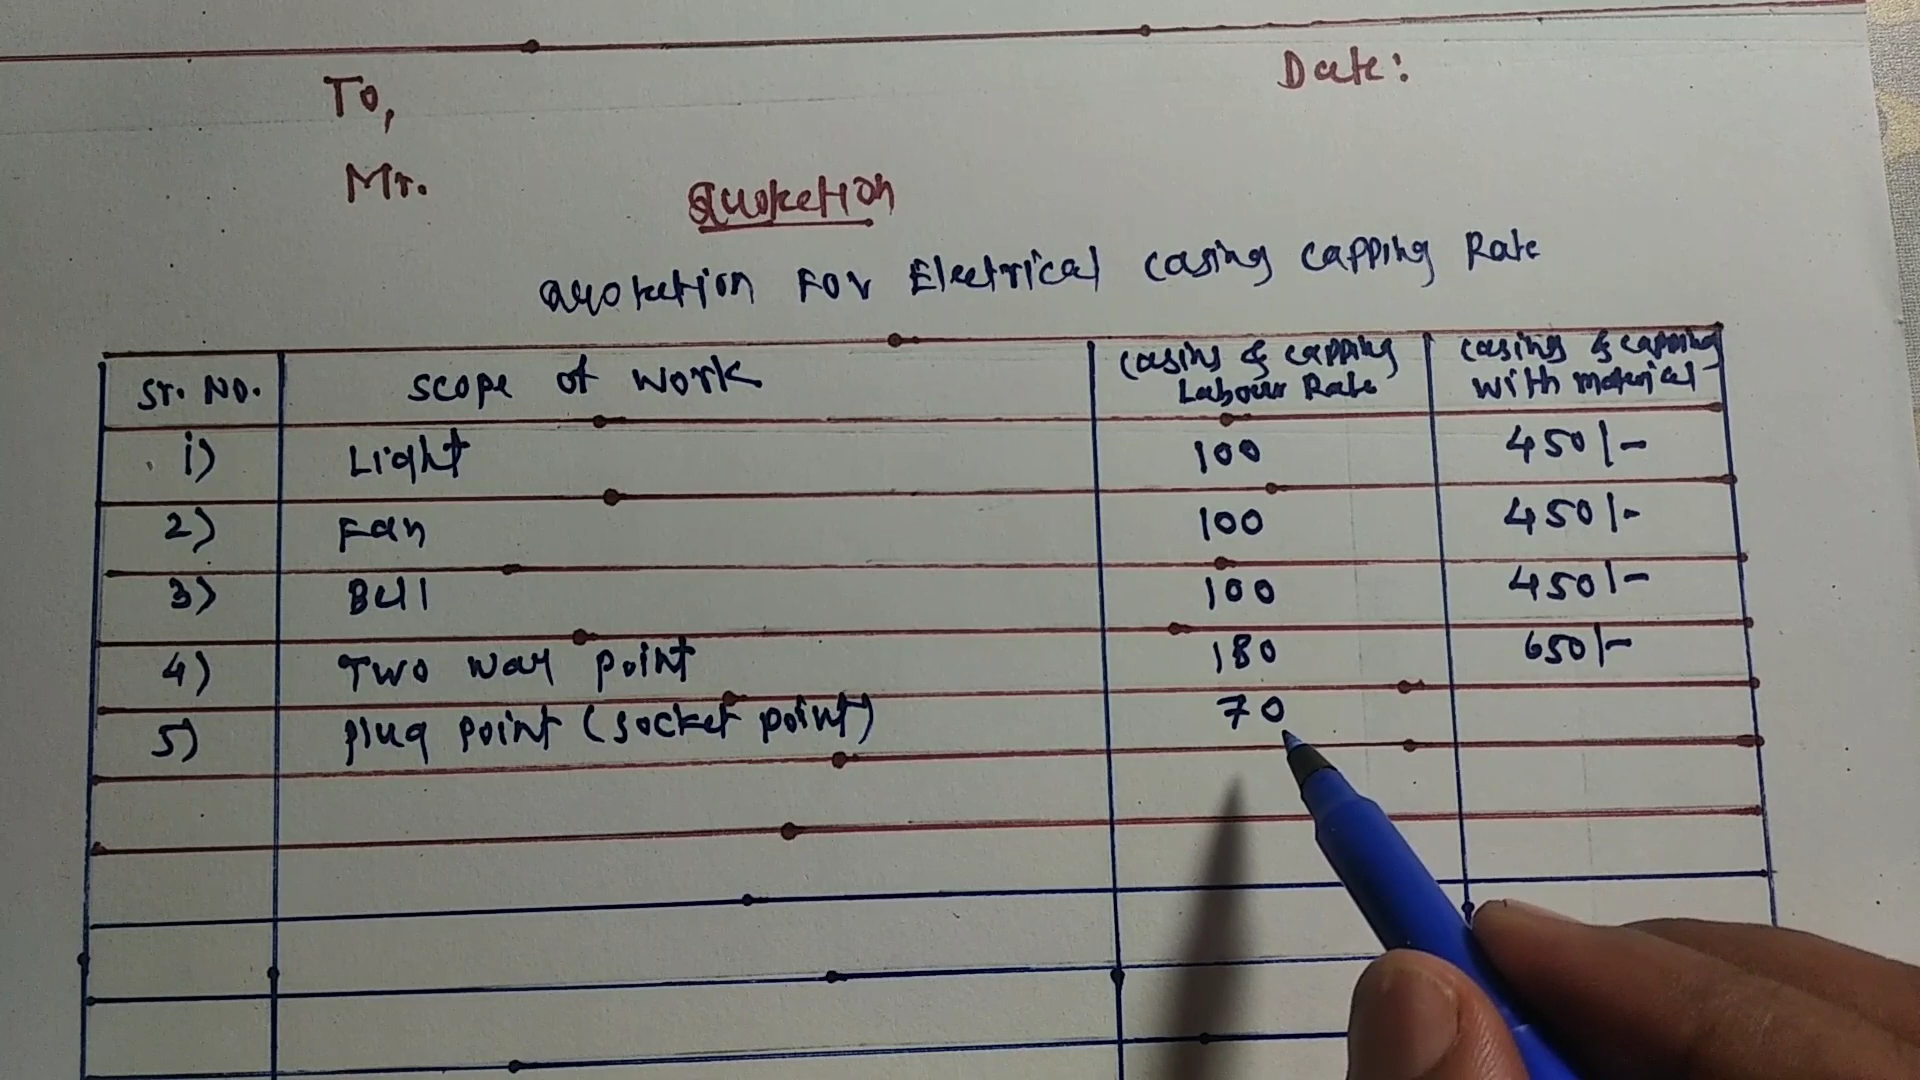 To,
Date:
Mr.
Quoketion
Quoketion For Electrical casing capping Rate
Sr. No.
Scope of work
casing & capping
Labour Rate
casing & capping
with material
1) Light 100 450/-
2) Fan 100 450/-
3) Bell 100 450/-
4) Two way point 180 650/-
5) plug point (socket point) 70